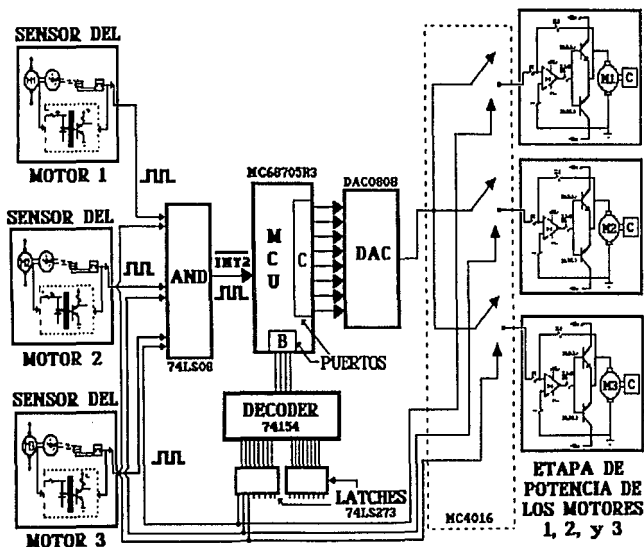 SENSOR DEL
MOTOR 1
SENSOR DEL
MOTOR 2
SENSOR DEL
MOTOR 3
AND
74LS08
INT2
MC68705R3
MCU
C
B
PUERTOS
DAC0808
DAC
DECODER
74154
LATCHES
74LS273
MC4016
M1
C
M2
C
M3
C
ETAPA DE
POTENCIA DE
LOS MOTORES
1, 2, y 3